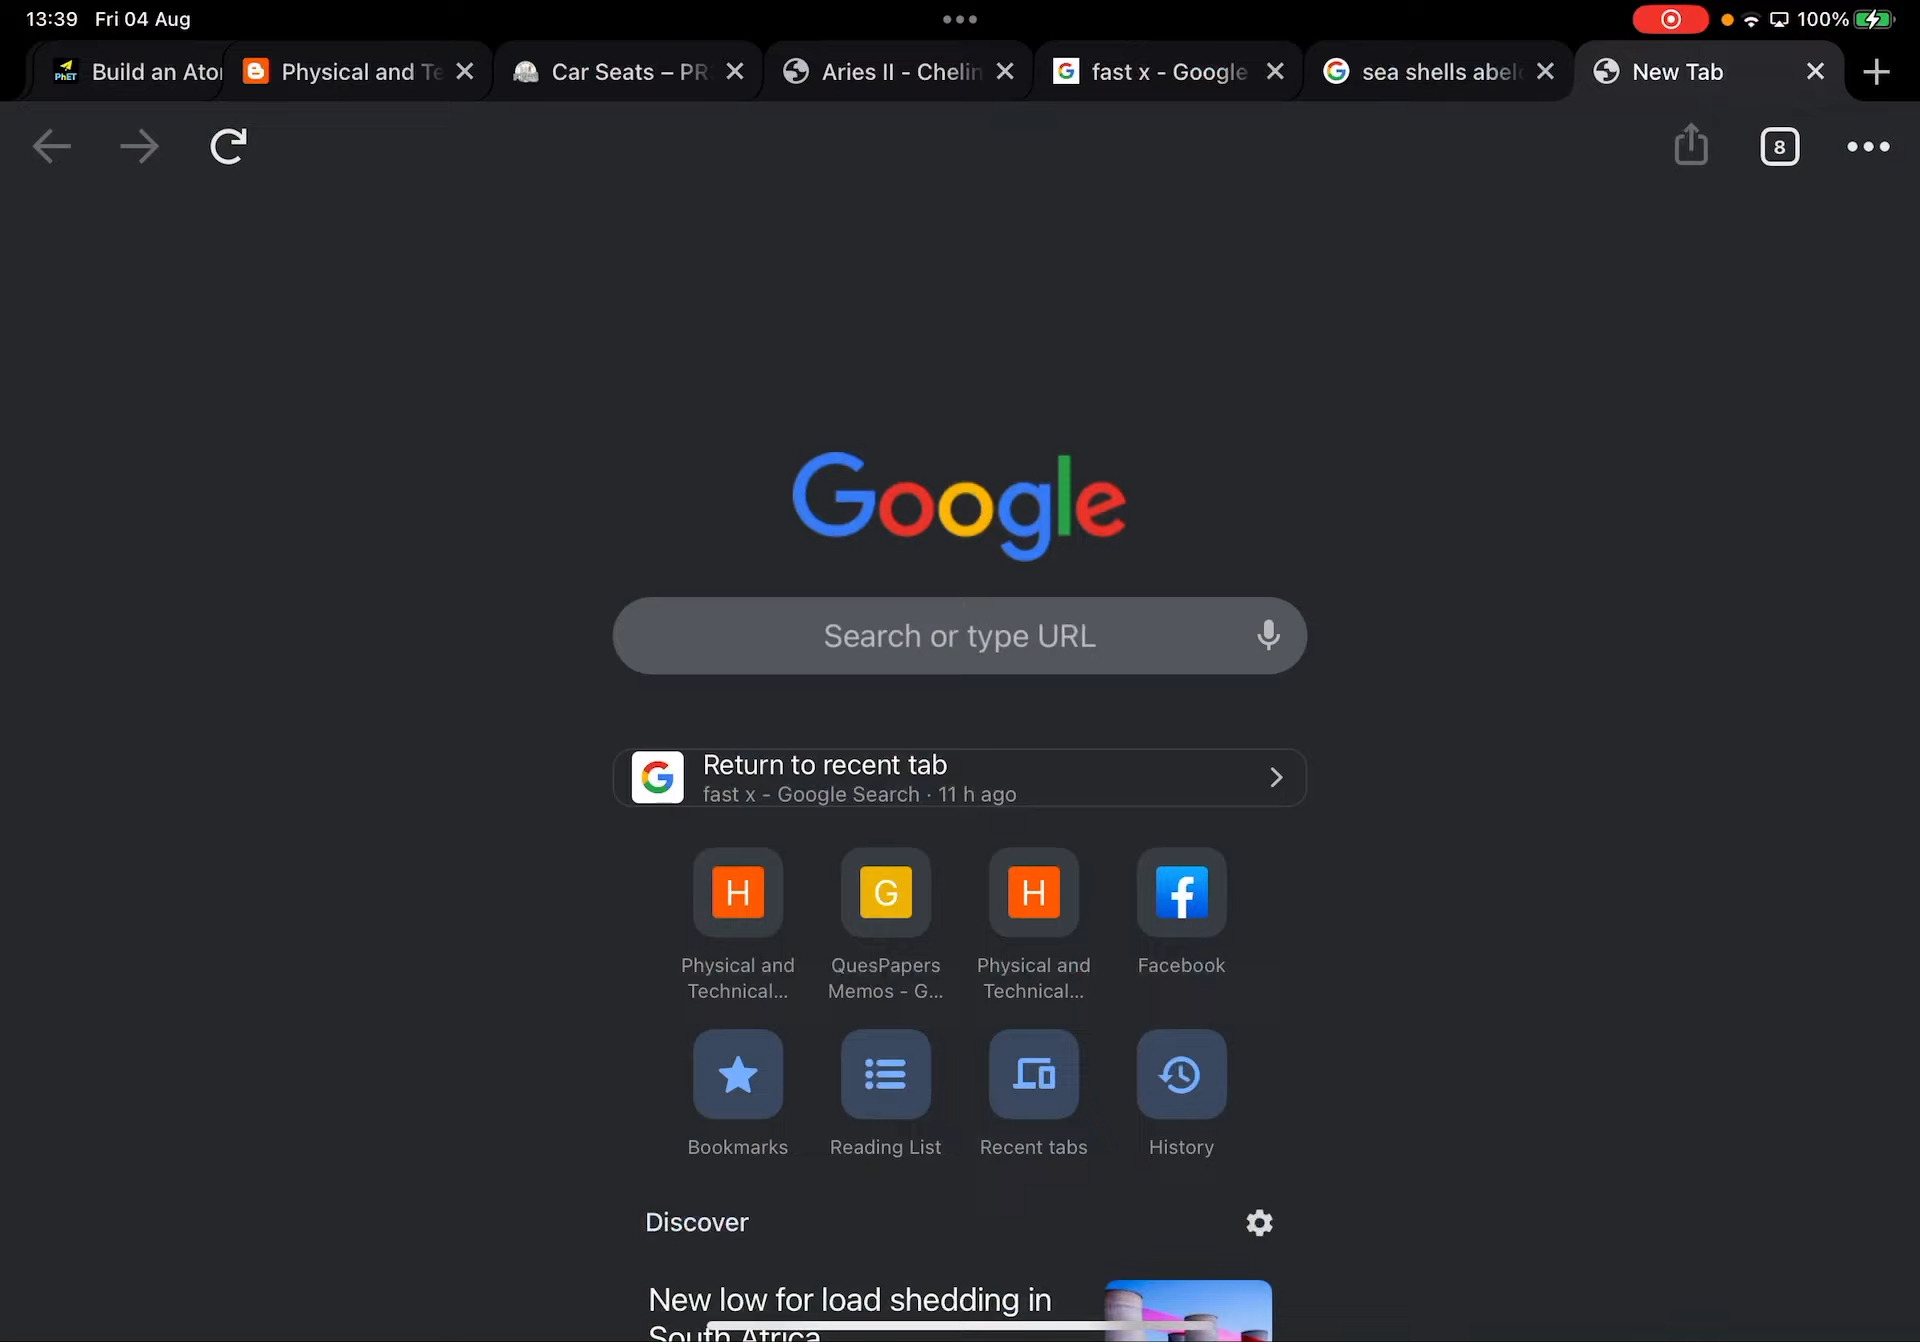 13:39 Fri 04 Aug
100%
PhET Build an Ato
Physical and Te
Car Seats – PR
Aries II - Chelin
fast x - Google
sea shells abel
New Tab
8
Google
Search or type URL
Return to recent tab
fast x - Google Search · 11 h ago
H
G
H
Physical and
Technical...
QuesPapers
Memos - G...
Physical and
Technical...
Facebook
Bookmarks
Reading List
Recent tabs
History
Discover
New low for load shedding in
South Africa